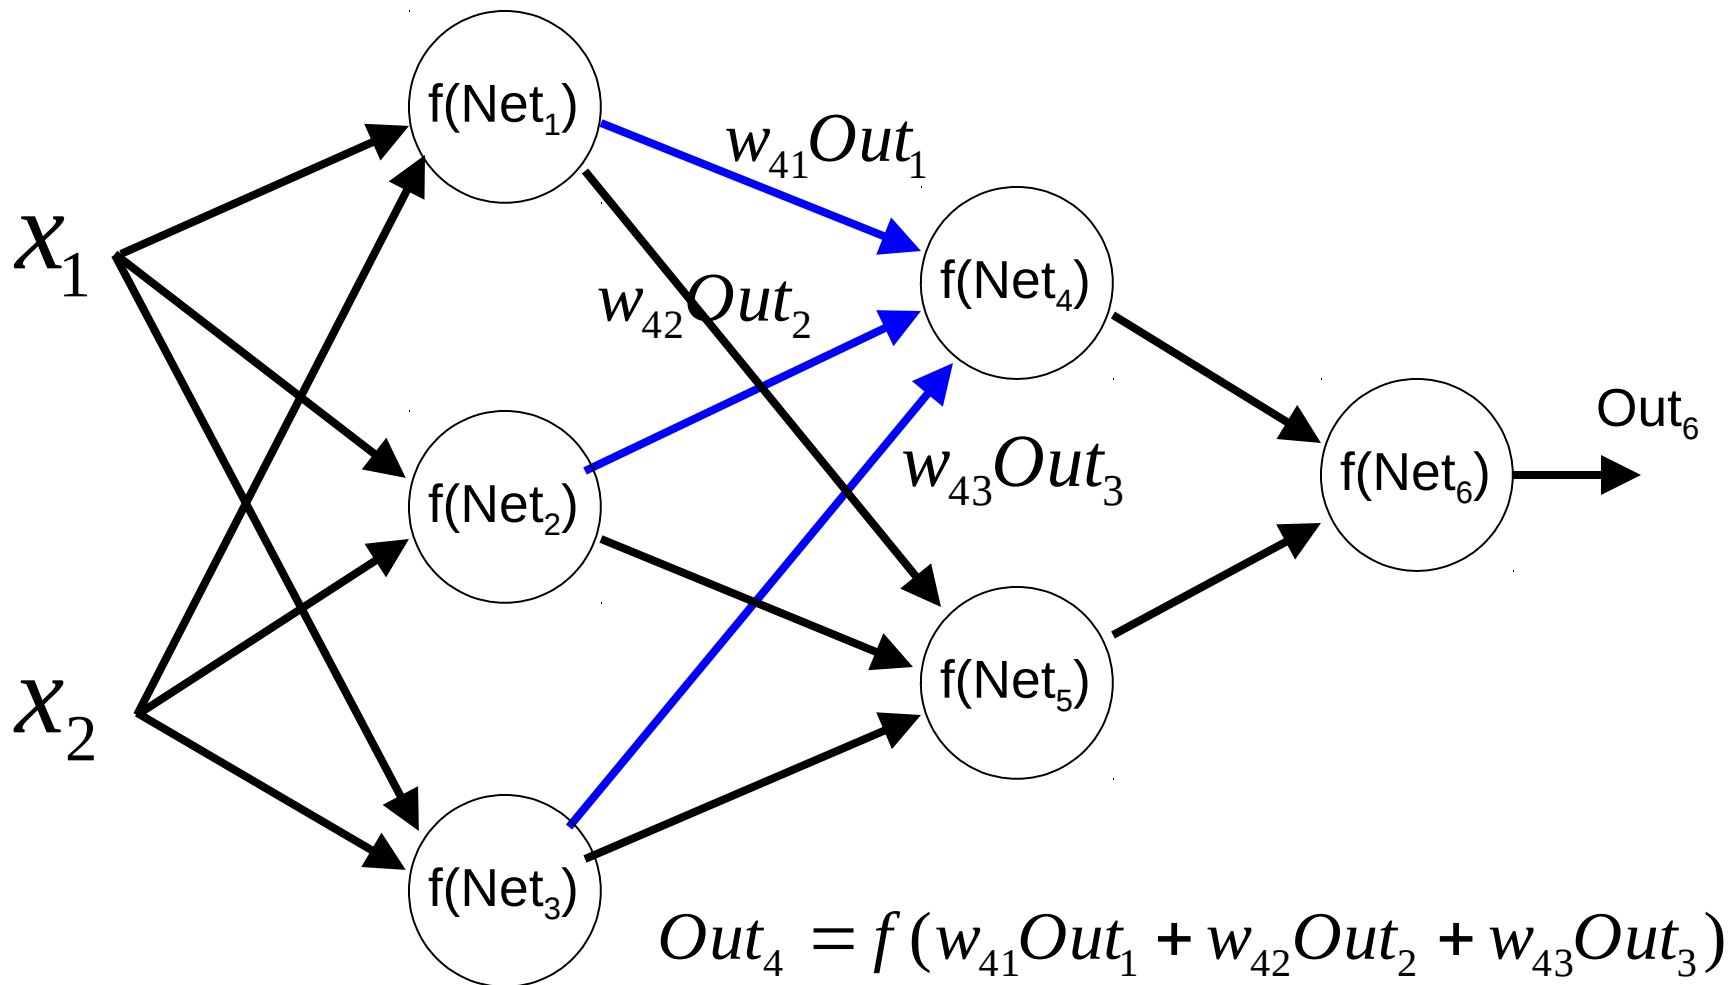 f(Net₁)
w₄₁Out₁
x₁
f(Net₄)
w₄₂Out₂
Out₆
w₄₃Out₃
f(Net₆)
f(Net₂)
x₂
f(Net₅)
f(Net₃)
Out₄ = f(w₄₁Out₁ + w₄₂Out₂ + w₄₃Out₃)